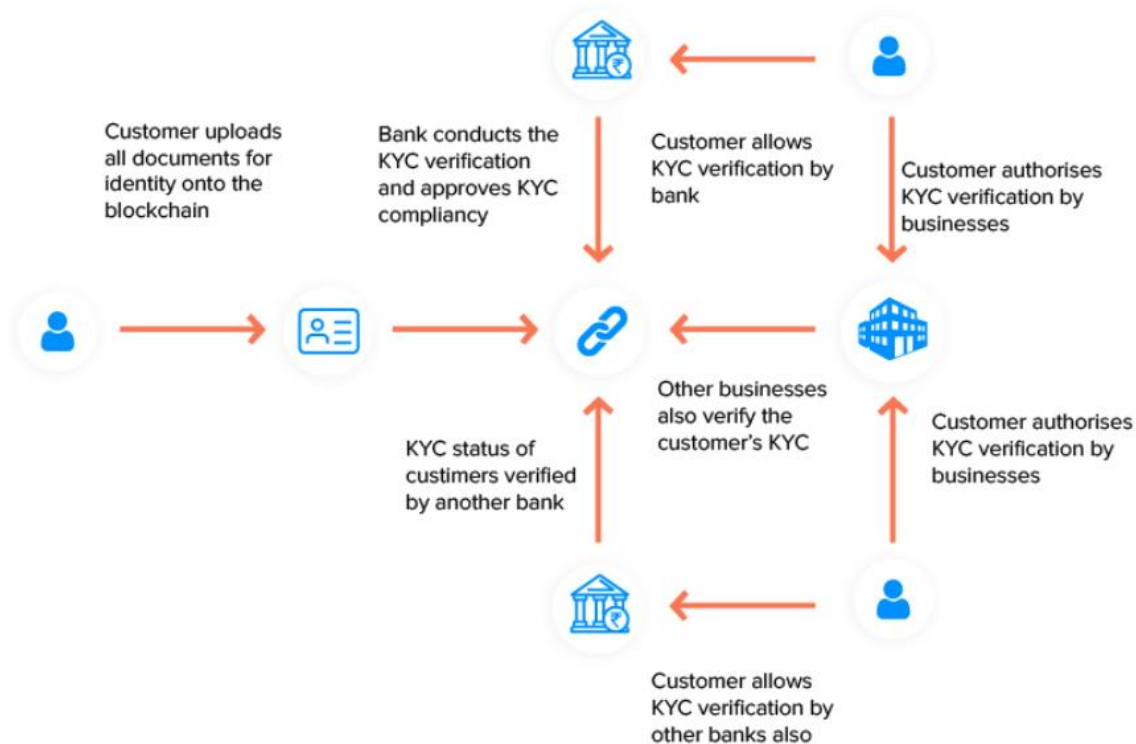 Customer uploads
all documents for
identity onto the
blockchain
Bank conducts the
KYC verification
and approves KYC
compliancy
Customer allows
KYC verification by
bank
Customer authorises
KYC verification by
businesses
KYC status of
custimers verified
by another bank
Other businesses
also verify the
customer's KYC
Customer authorises
KYC verification by
businesses
Customer allows
KYC verification by
other banks also
₹
₹